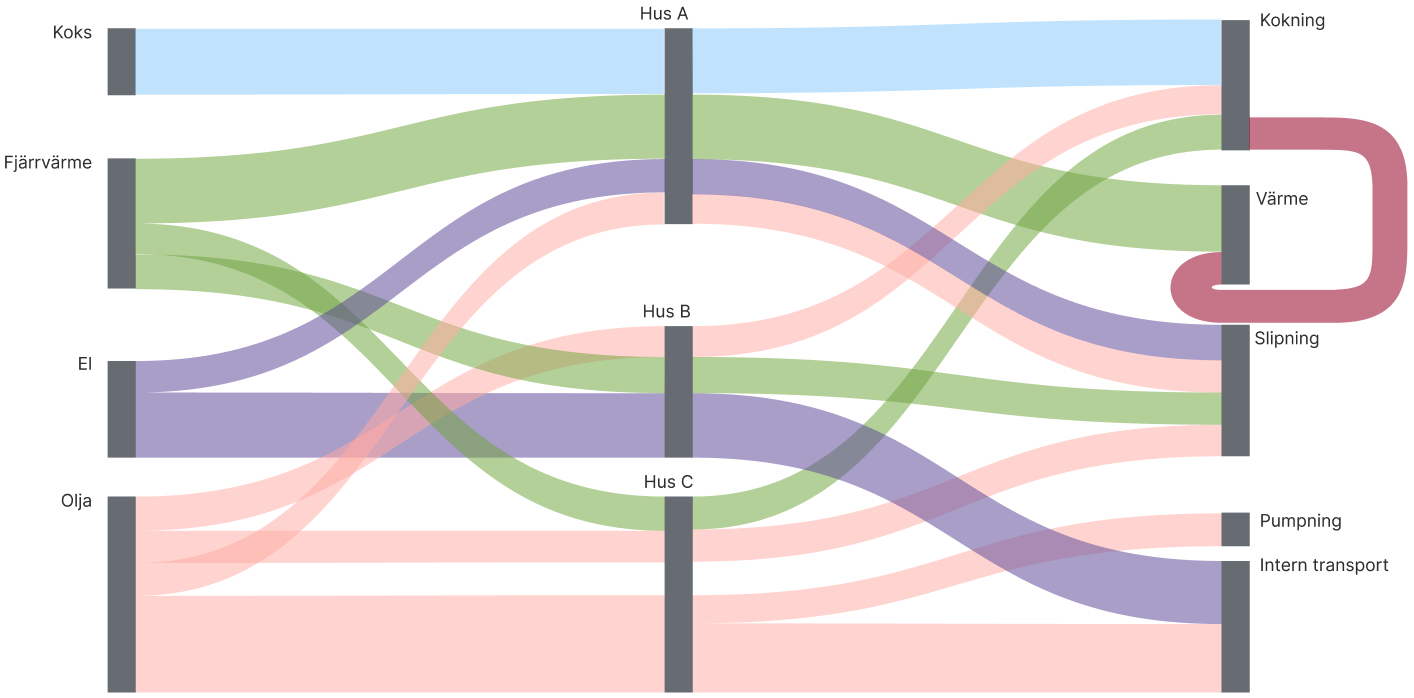 Koks
Fjärrvärme
El
Olja
Hus A
Hus B
Hus C
Kokning
Värme
Slipning
Pumpning
Intern transport